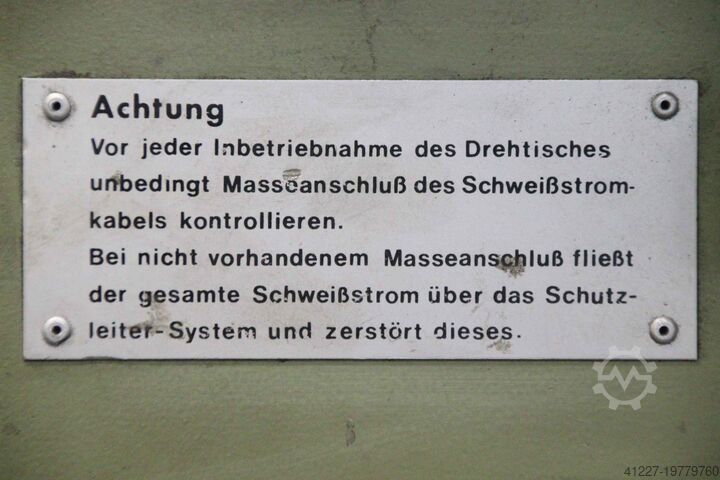 Achtung
Vor jeder Inbetriebnahme des Drehtisches
unbedingt Masseanschluß des Schweißstrom-
kabels kontrollieren.
Bei nicht vorhandenem Masseanschluß fließt
der gesamte Schweißstrom über das Schutz-
leiter-System und zerstört dieses.
41227-19779760